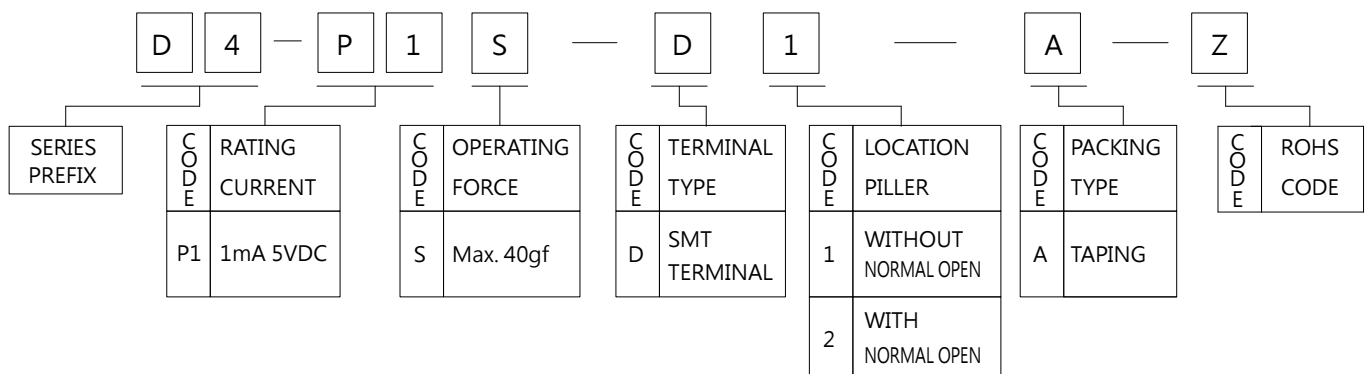 D 4 — P 1 S — D 1 — A — Z
SERIES
PREFIX
CODE
RATING
CURRENT
P1
1mA 5VDC
CODE
OPERATING
FORCE
S
Max. 40gf
CODE
TERMINAL
TYPE
D
SMT
TERMINAL
CODE
LOCATION
PILLER
1
WITHOUT
NORMAL OPEN
2
WITH
NORMAL OPEN
CODE
PACKING
TYPE
A
TAPING
CODE
ROHS
CODE